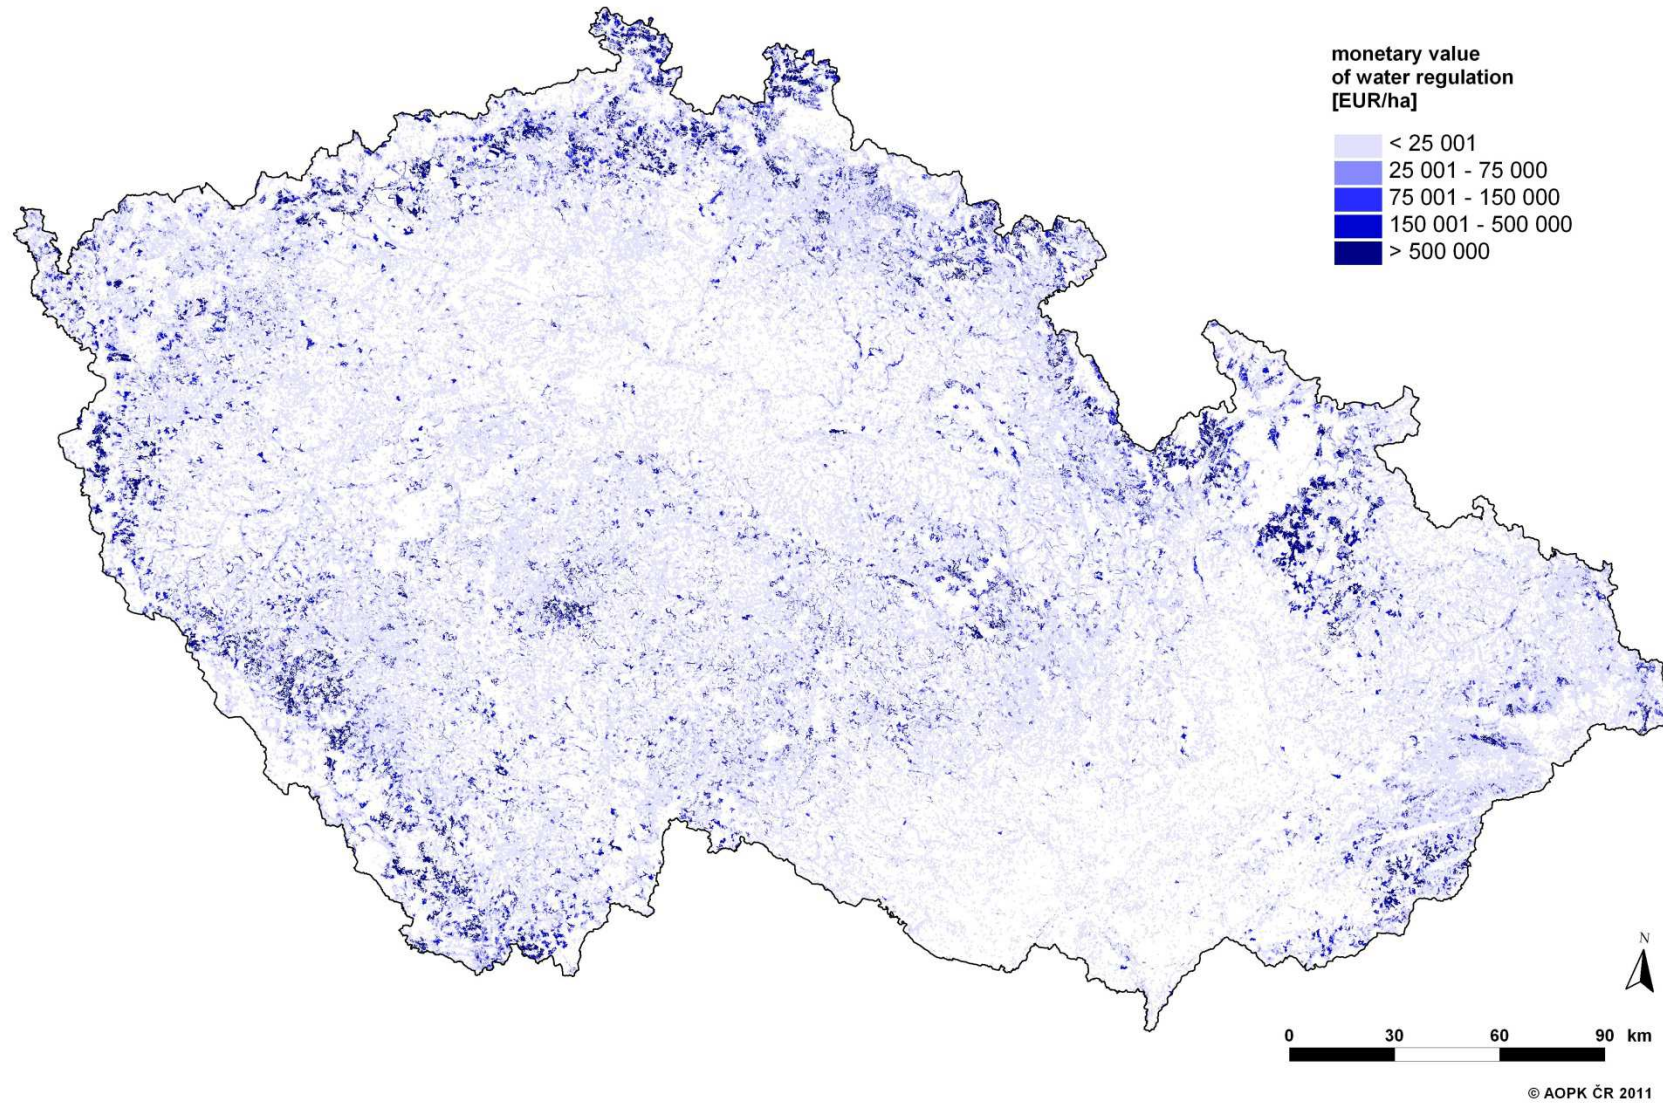 monetary value
of water regulation
[EUR/ha]
< 25 001
25 001 - 75 000
75 001 - 150 000
150 001 - 500 000
> 500 000
N
0 30 60 90 km
© AOPK ČR 2011